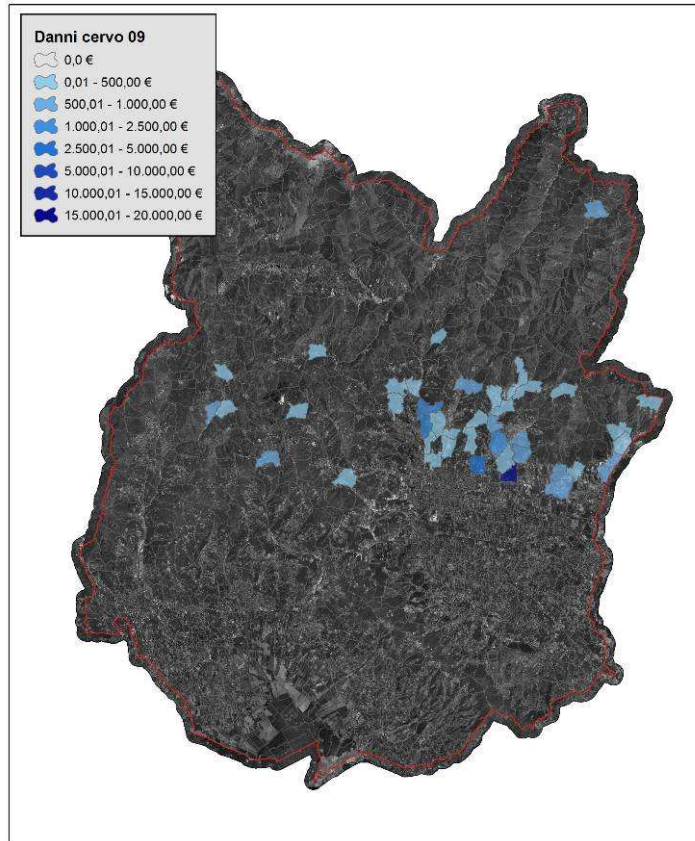 Danni cervo 09
0,0 €
0,01 - 500,00 €
500,01 - 1.000,00 €
1.000,01 - 2.500,00 €
2.500,01 - 5.000,00 €
5.000,01 - 10.000,00 €
10.000,01 - 15.000,00 €
15.000,01 - 20.000,00 €